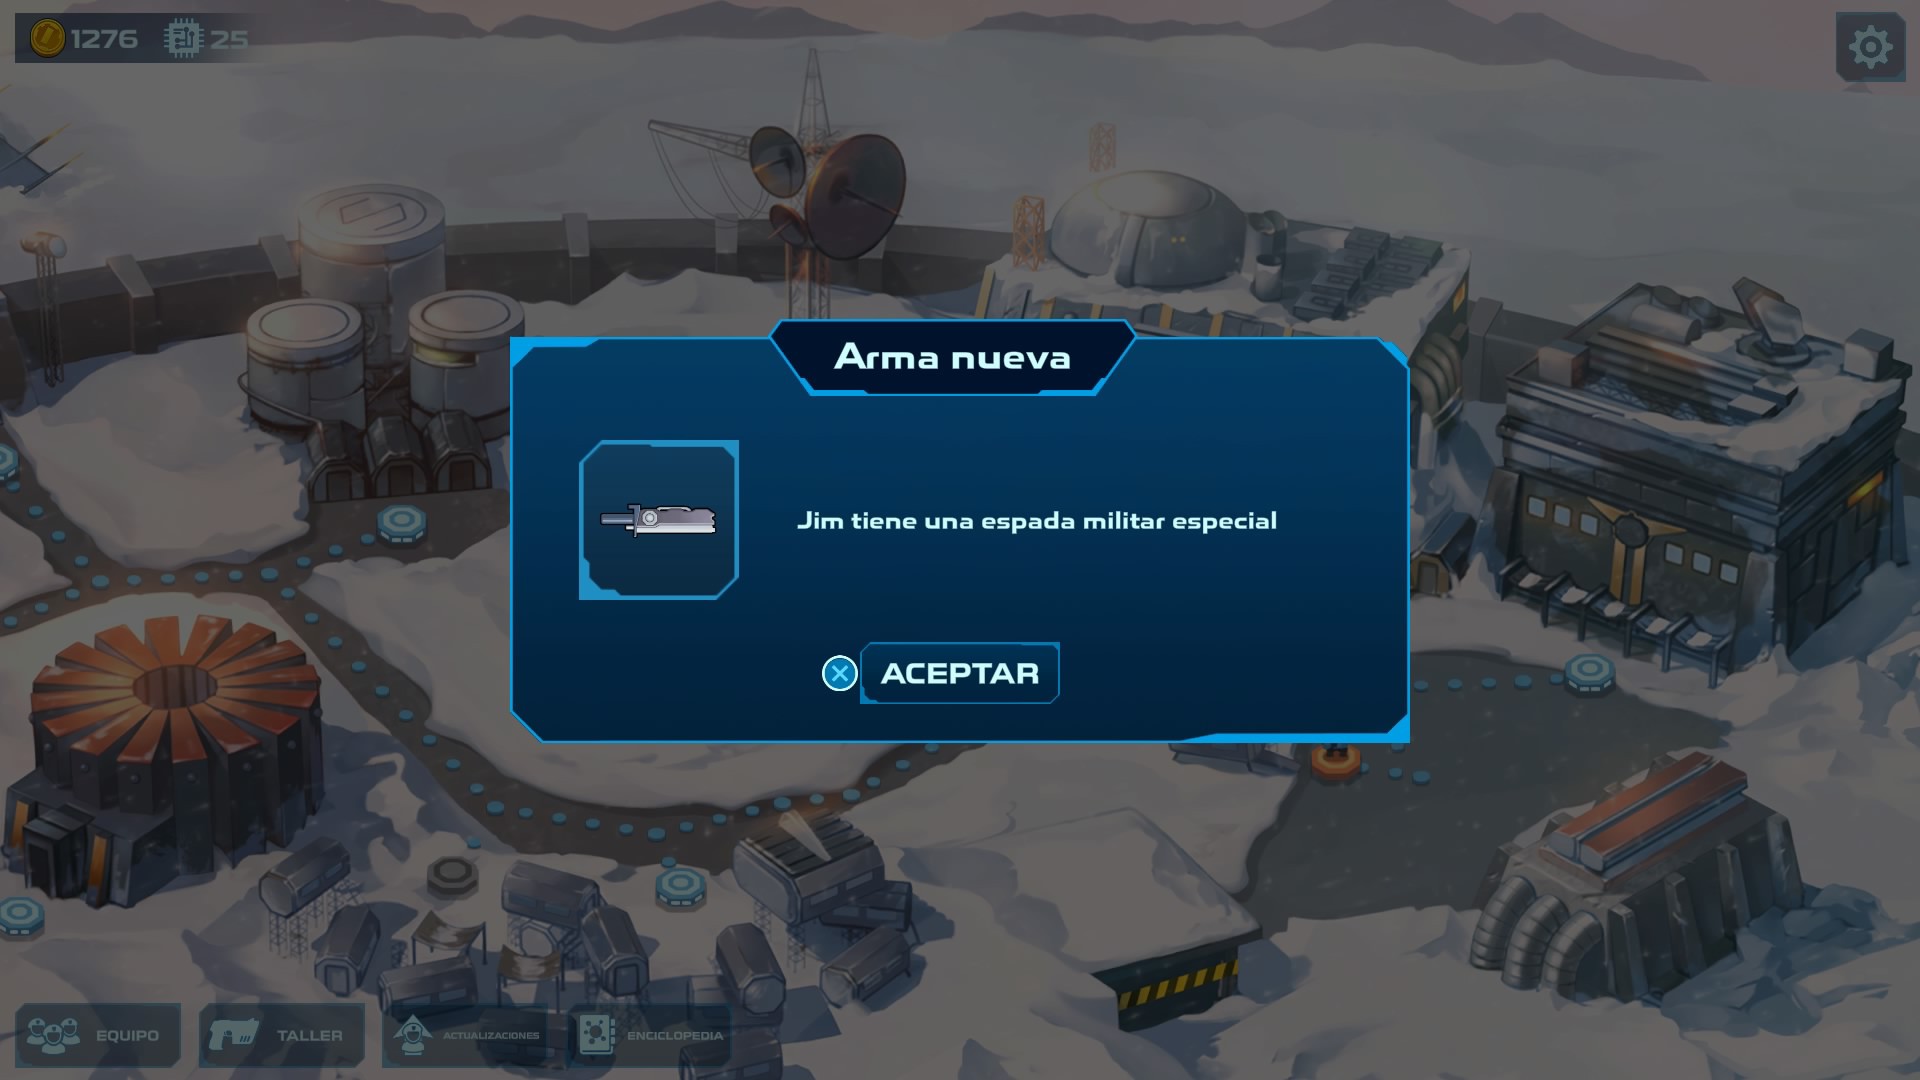 1276 25
Arma nueva
Jim tiene una espada militar especial
ACEPTAR
EQUIPO
TALLER
ACTUALIZACIONES
ENCICLOPEDIA